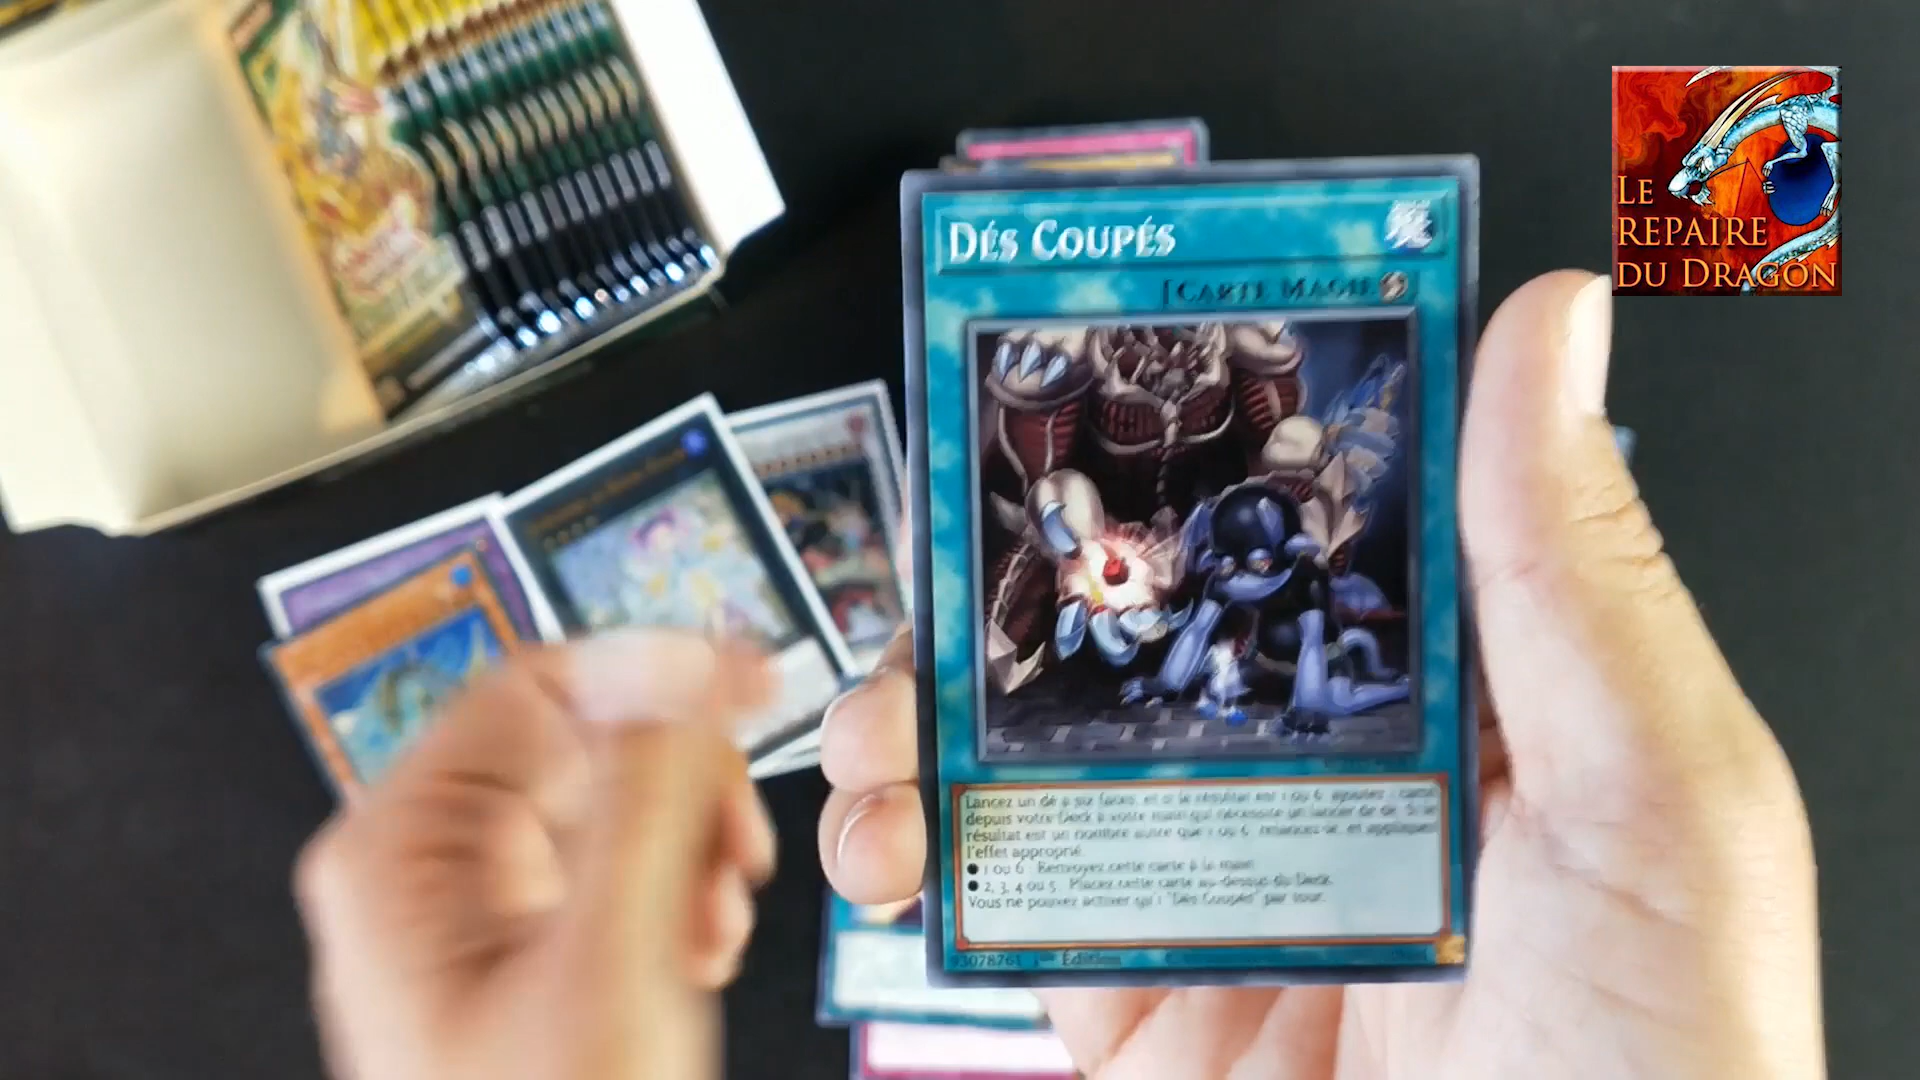 DÉS COUPÉS
[CARTE MAGIE
Lancez un dé à six faces, et si le résultat est 1 ou 6, ajoutez 1 carte
depuis votre Deck à votre main qui nécessite un lancer de dé. Si le
résultat est un nombre autre que 1 ou 6, relancez-le, et appliquez
l'effet approprié.
● 1 ou 6 : Renvoyez cette carte à la main.
● 2, 3, 4 ou 5 : Placez cette carte au-dessus du Deck.
Vous ne pouvez activer qu'1 "Dés Coupés" par tour.
93078761 1ère Édition
LE
REPAIRE
DU DRAGON